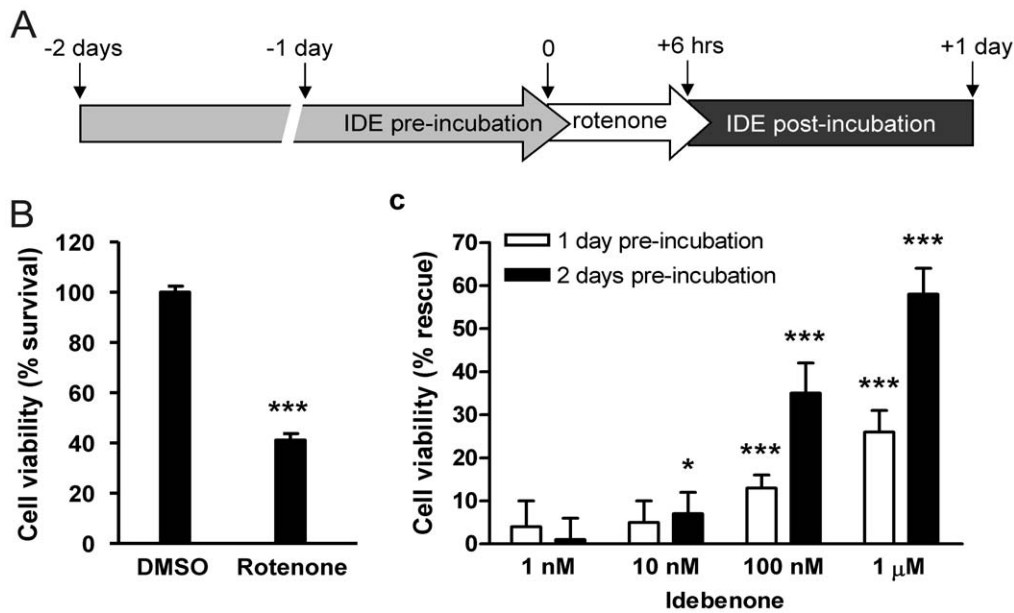 A
-2 days
-1 day
0
+6 hrs
+1 day
IDE pre-incubation
rotenone
IDE post-incubation
B
Cell viability (% survival)
120
100
80
60
40
20
0
***
DMSO
Rotenone
c
Cell viability (% rescue)
70
60
50
40
30
20
10
0
1 day pre-incubation
2 days pre-incubation
*
***
***
***
***
1 nM
10 nM
100 nM
1 μM
Idebenone